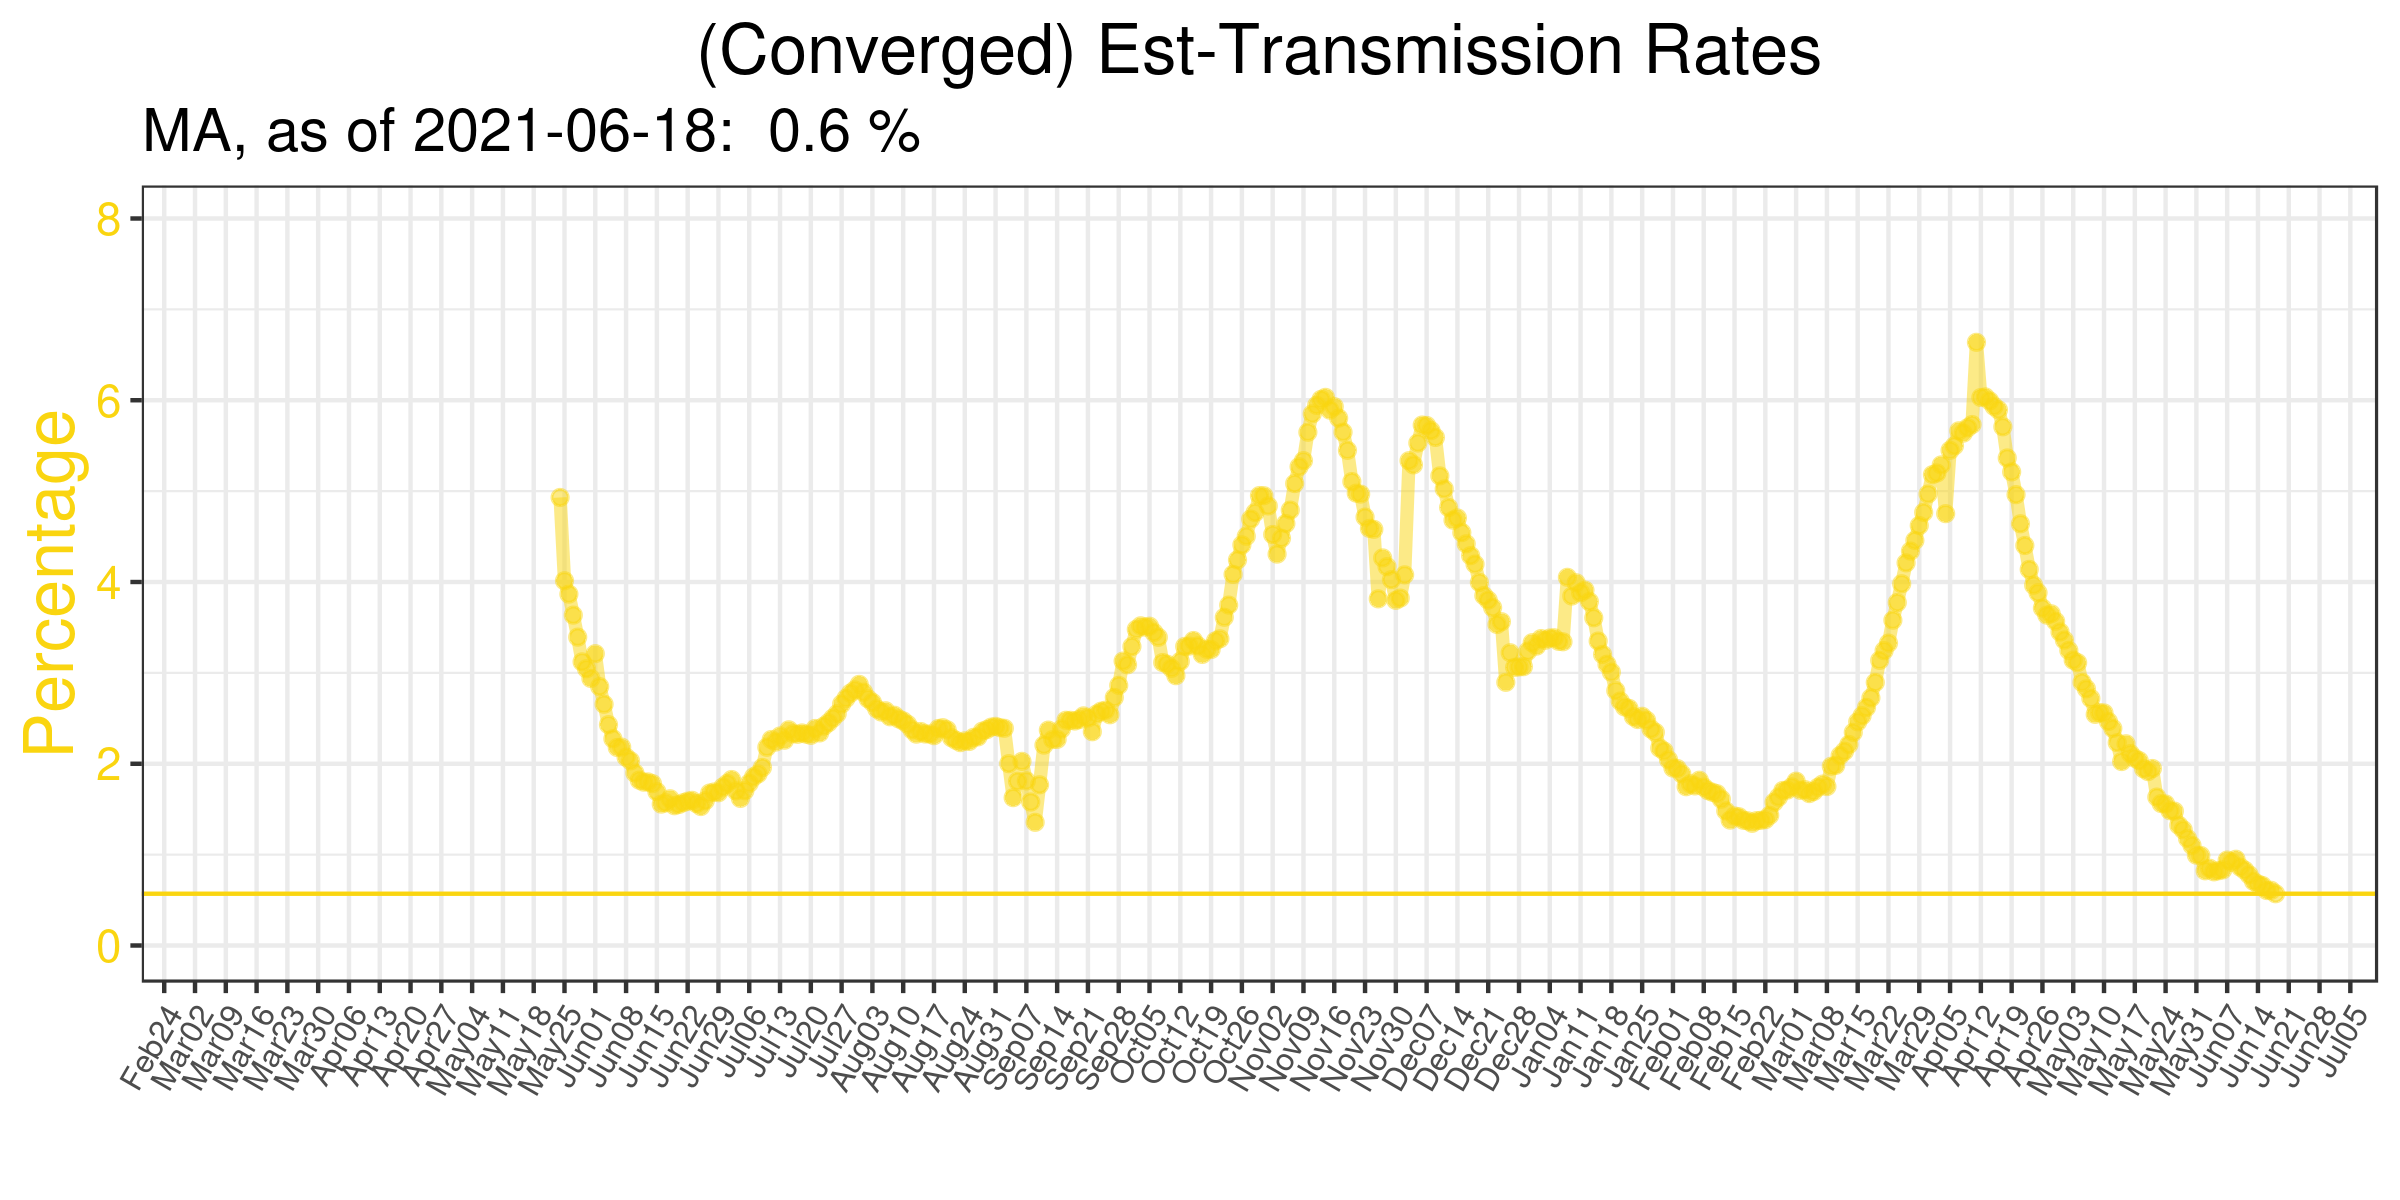 (Converged) Est-Transmission Rates
MA, as of 2021-06-18:  0.6 %
Percentage
8
6
4
2
0
Feb24
Mar02
Mar09
Mar16
Mar23
Mar30
Apr06
Apr13
Apr20
Apr27
May04
May11
May18
May25
Jun01
Jun08
Jun15
Jun22
Jun29
Jul06
Jul13
Jul20
Jul27
Aug03
Aug10
Aug17
Aug24
Aug31
Sep07
Sep14
Sep21
Sep28
Oct05
Oct12
Oct19
Oct26
Nov02
Nov09
Nov16
Nov23
Nov30
Dec07
Dec14
Dec21
Dec28
Jan04
Jan11
Jan18
Jan25
Feb01
Feb08
Feb15
Feb22
Mar01
Mar08
Mar15
Mar22
Mar29
Apr05
Apr12
Apr19
Apr26
May03
May10
May17
May24
May31
Jun07
Jun14
Jun21
Jun28
Jul05